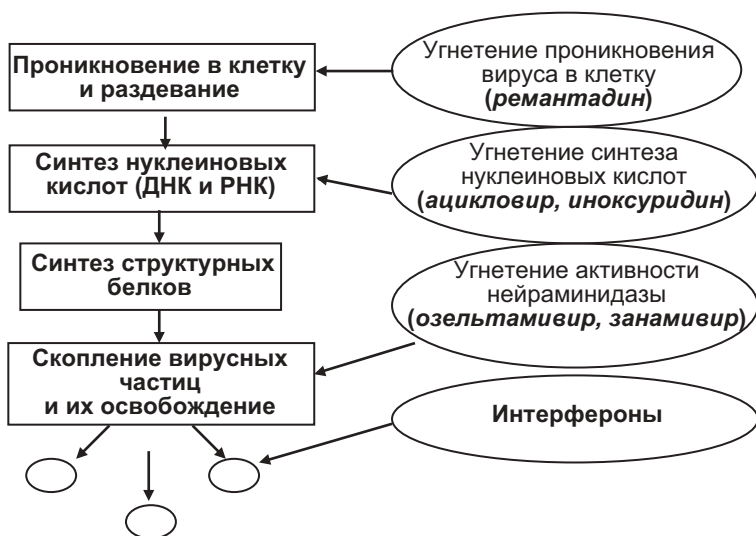 Проникновение в клетку
и раздевание
Угнетение проникновения
вируса в клетку
(ремантадин)
Синтез нуклеиновых
кислот (ДНК и РНК)
Угнетение синтеза
нуклеиновых кислот
(ацикловир, иноксуридин)
Синтез структурных
белков
Угнетение активности
нейраминидазы
(озельтамивир, занамивир)
Скопление вирусных
частиц
и их освобождение
Интерфероны